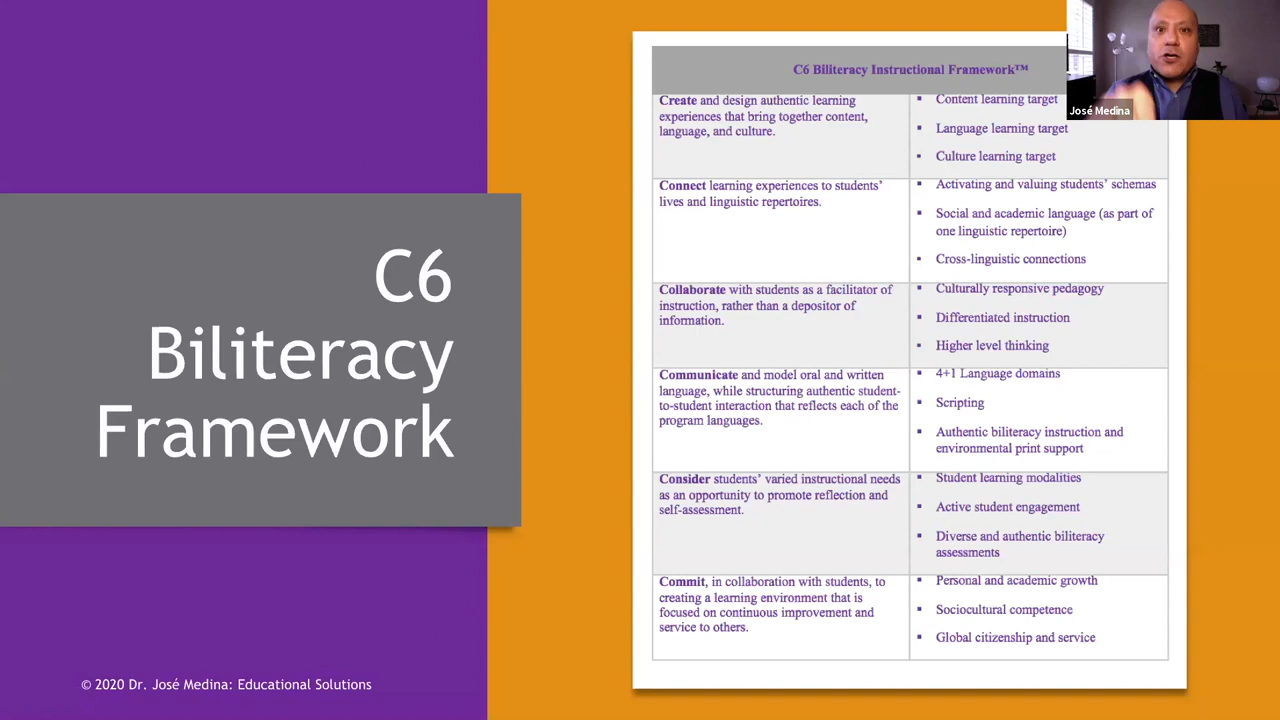 C6
Biliteracy
Framework
© 2020 Dr. José Medina: Educational Solutions
C6 Biliteracy Instructional Framework™
Create and design authentic learning
experiences that bring together content,
language, and culture.
▪ Content learning target
▪ Language learning target
▪ Culture learning target
Connect learning experiences to students’
lives and linguistic repertoires.
▪ Activating and valuing students’ schemas
▪ Social and academic language (as part of
one linguistic repertoire)
▪ Cross-linguistic connections
Collaborate with students as a facilitator of
instruction, rather than a depositor of
information.
▪ Culturally responsive pedagogy
▪ Differentiated instruction
▪ Higher level thinking
Communicate and model oral and written
language, while structuring authentic student-
to-student interaction that reflects each of the
program languages.
▪ 4+1 Language domains
▪ Scripting
▪ Authentic biliteracy instruction and
environmental print support
Consider students’ varied instructional needs
as an opportunity to promote reflection and
self-assessment.
▪ Student learning modalities
▪ Active student engagement
▪ Diverse and authentic biliteracy
assessments
Commit, in collaboration with students, to
creating a learning environment that is
focused on continuous improvement and
service to others.
▪ Personal and academic growth
▪ Sociocultural competence
▪ Global citizenship and service
José Medina